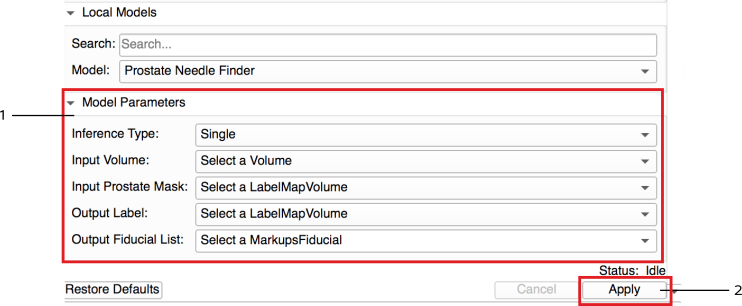 Local Models
Search: Search...
Model: Prostate Needle Finder
Model Parameters
1
Inference Type: Single
Input Volume: Select a Volume
Input Prostate Mask: Select a LabelMapVolume
Output Label: Select a LabelMapVolume
Output Fiducial List: Select a MarkupsFiducial
Status: Idle
Restore Defaults Cancel Apply 2